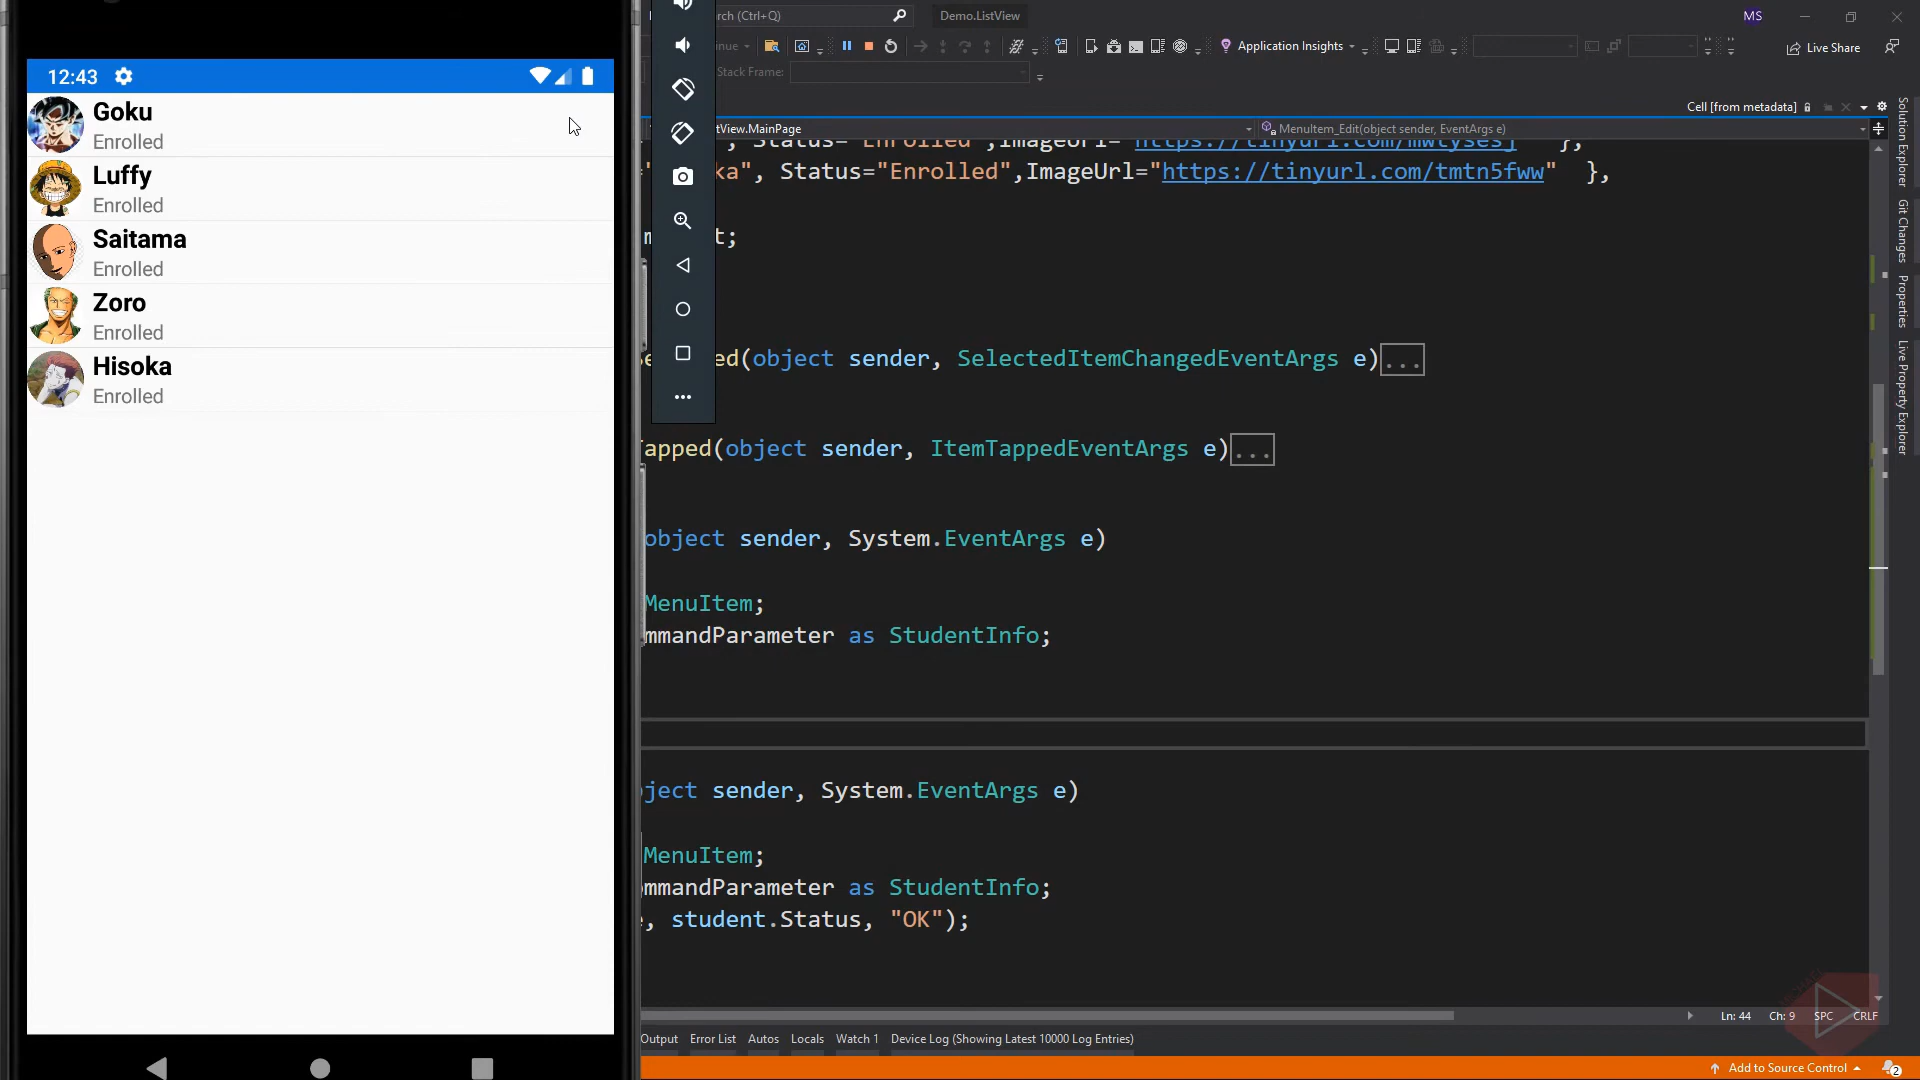 12:43
Goku
Enrolled
Luffy
Enrolled
Saitama
Enrolled
Zoro
Enrolled
Hisoka
Enrolled
(Ctrl+Q)
Demo.ListView
MS
Application Insights
Live Share
Stack Frame:
Cell [from metadata]
tView.MainPage
MenuItem_Edit(object sender, EventArgs e)
ka", Status="Enrolled",ImageUrl="https://tinyurl.com/tmtn5fww" },
t;
ed(object sender, SelectedItemChangedEventArgs e)...
apped(object sender, ItemTappedEventArgs e)...
object sender, System.EventArgs e)
MenuItem;
mmandParameter as StudentInfo;
ject sender, System.EventArgs e)
MenuItem;
ommandParameter as StudentInfo;
, student.Status, "OK");
Ln: 44 Ch: 9 SPC CRLF
Output Error List Autos Locals Watch 1 Device Log (Showing Latest 10000 Log Entries)
Add to Source Control
2
Solution Explorer
Git Changes
Properties
Live Property Explorer